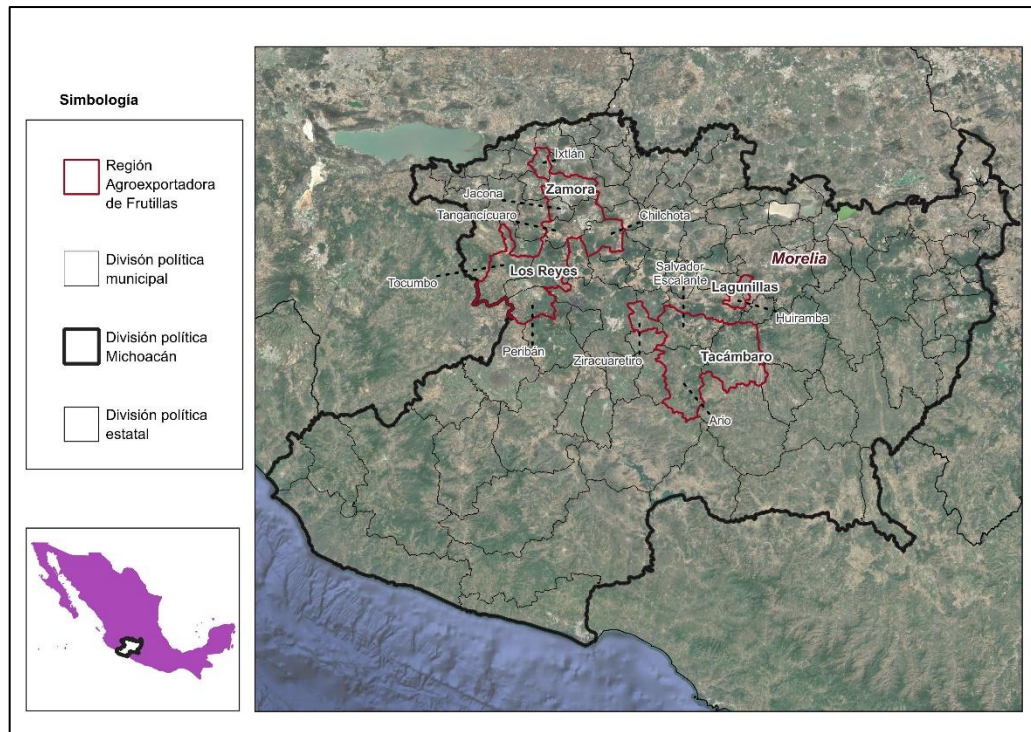 Simbología
Región
Agroexportadora
de Frutillas
Divisón política
municipal
División política
Michoacán
División política
estatal
Ixtlán
Zamora
Jacona
Tangancícuaro
Chilchota
Los Reyes
Tocumbo
Salvador
Escalante
Morelia
Lagunillas
Huiramba
Peribán
Ziracuaretiro
Tacámbaro
Ario